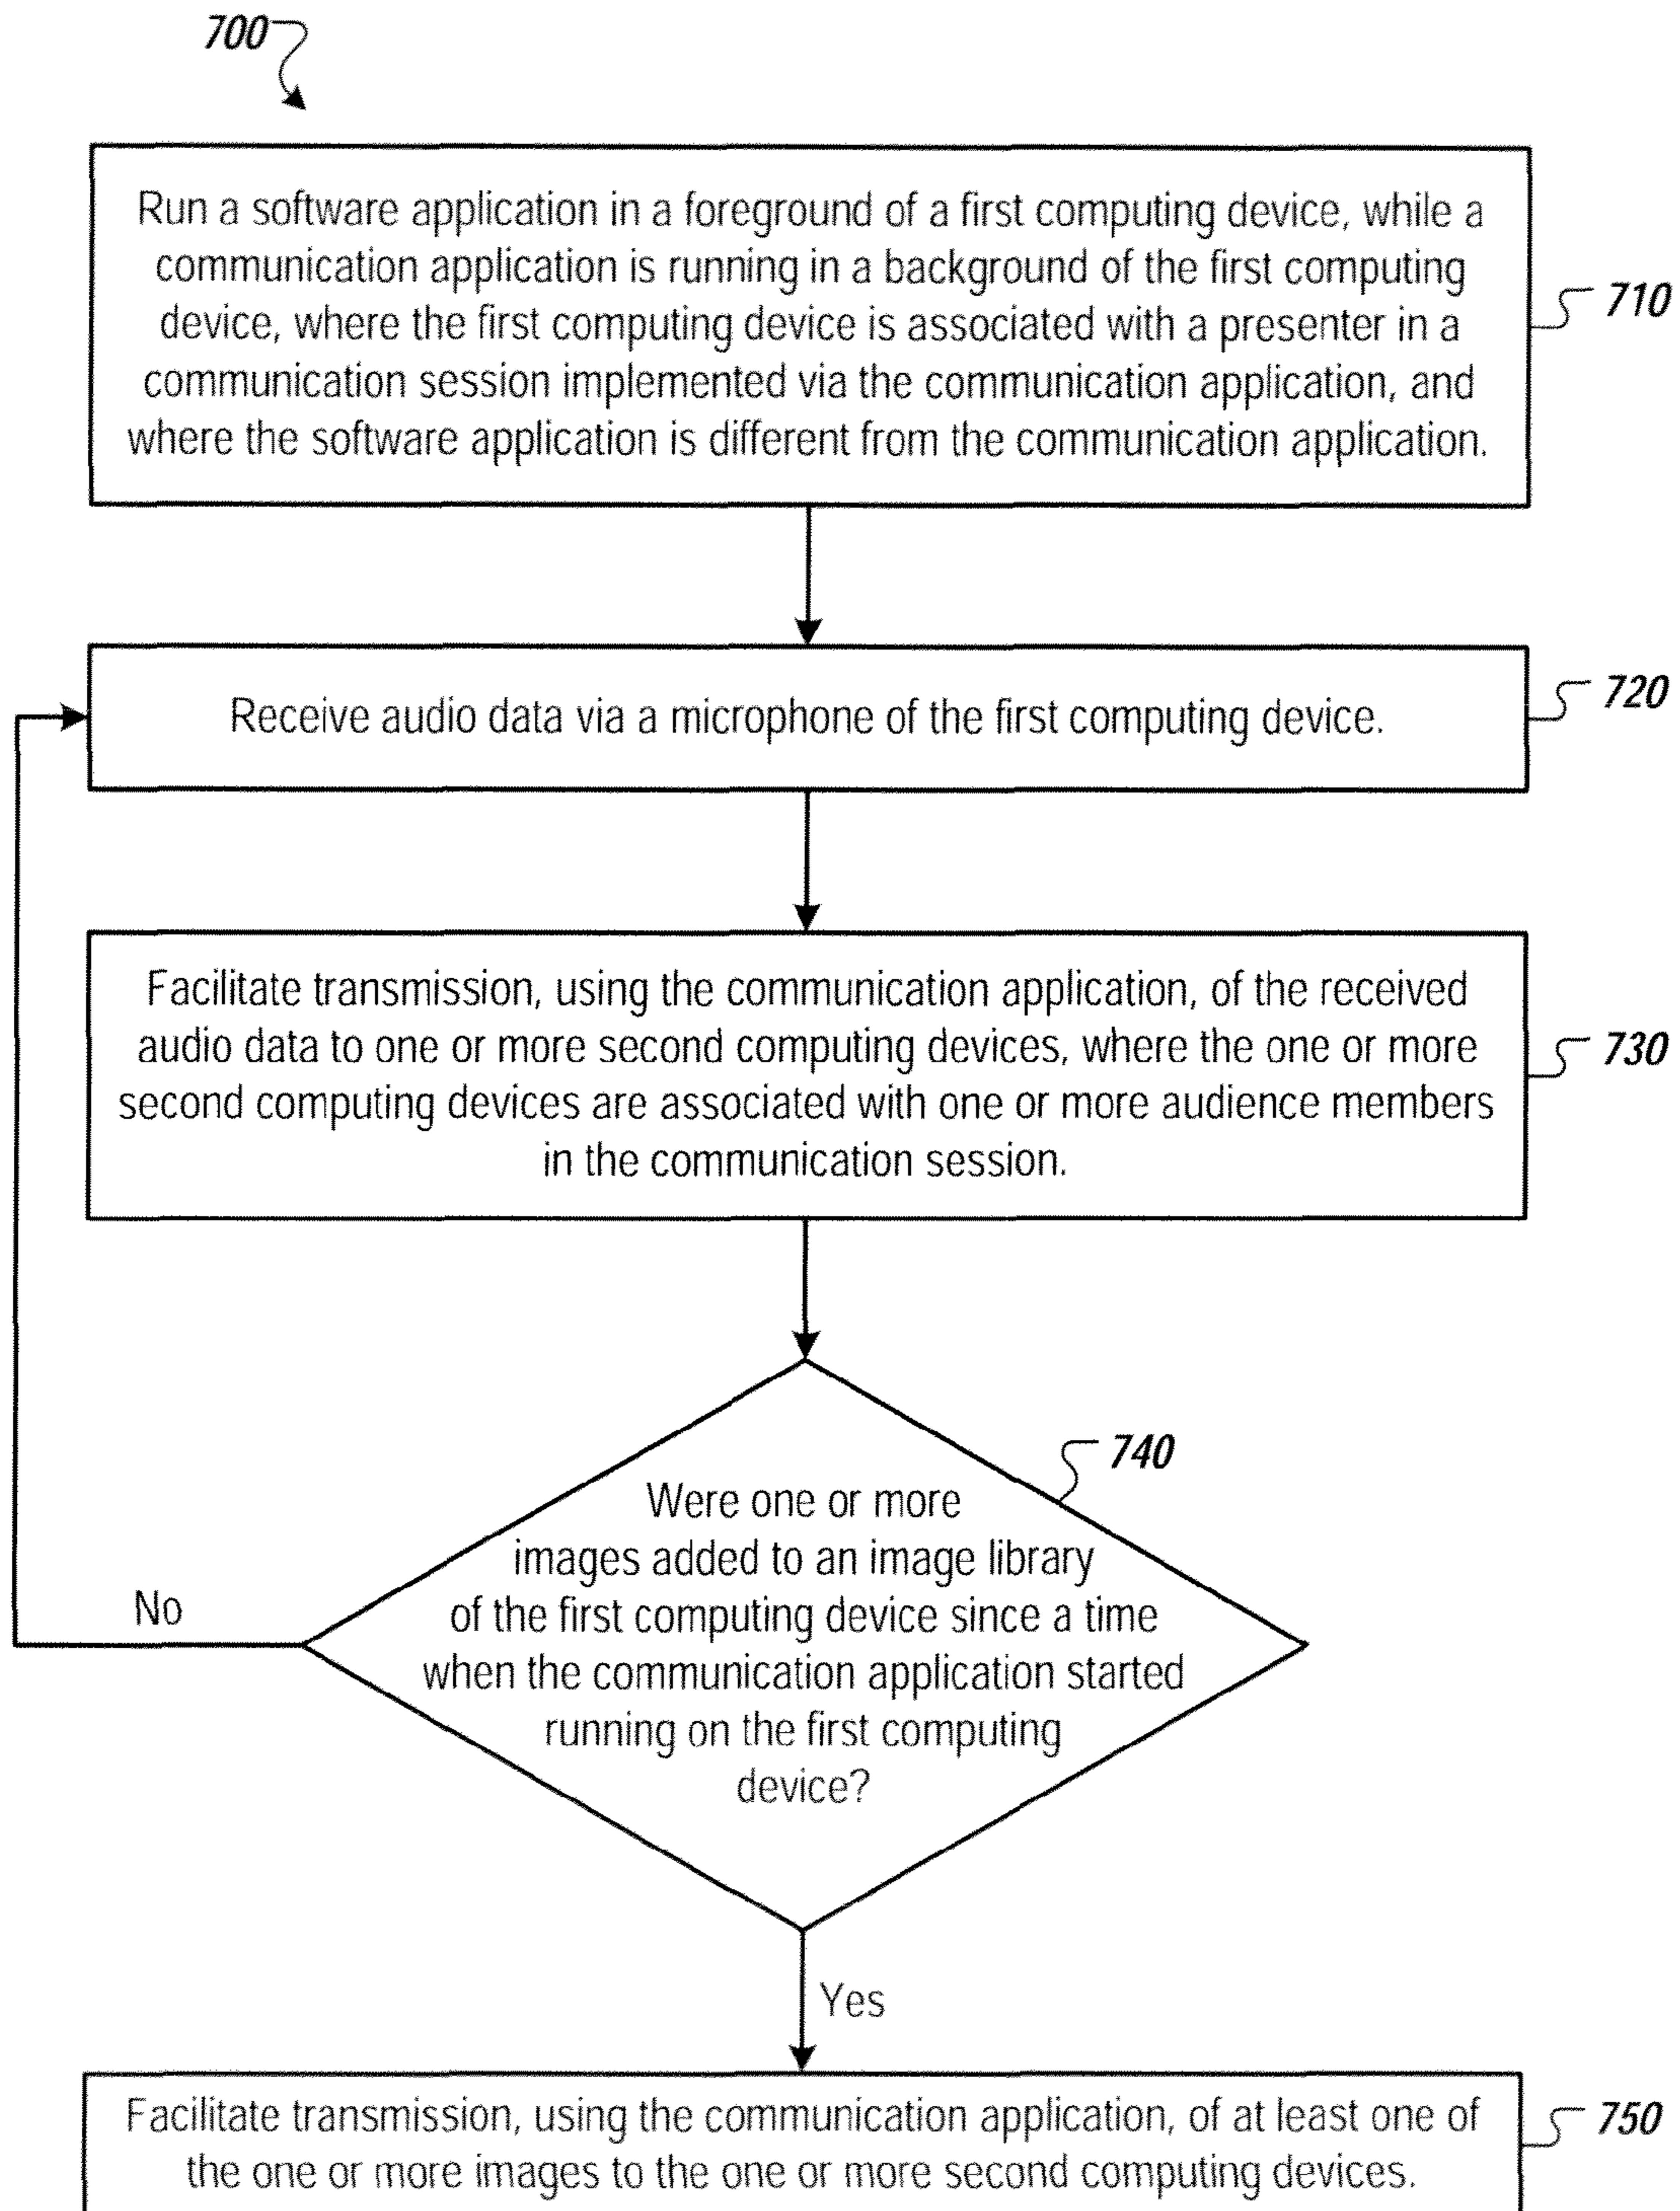 700
Run a software application in a foreground of a first computing device, while a
communication application is running in a background of the first computing
device, where the first computing device is associated with a presenter in a
communication session implemented via the communication application, and
where the software application is different from the communication application.
710
Receive audio data via a microphone of the first computing device.
720
Facilitate transmission, using the communication application, of the received
audio data to one or more second computing devices, where the one or more
second computing devices are associated with one or more audience members
in the communication session.
730
740
Were one or more
images added to an image library
of the first computing device since a time
when the communication application started
running on the first computing
device?
No
Yes
Facilitate transmission, using the communication application, of at least one of
the one or more images to the one or more second computing devices.
750